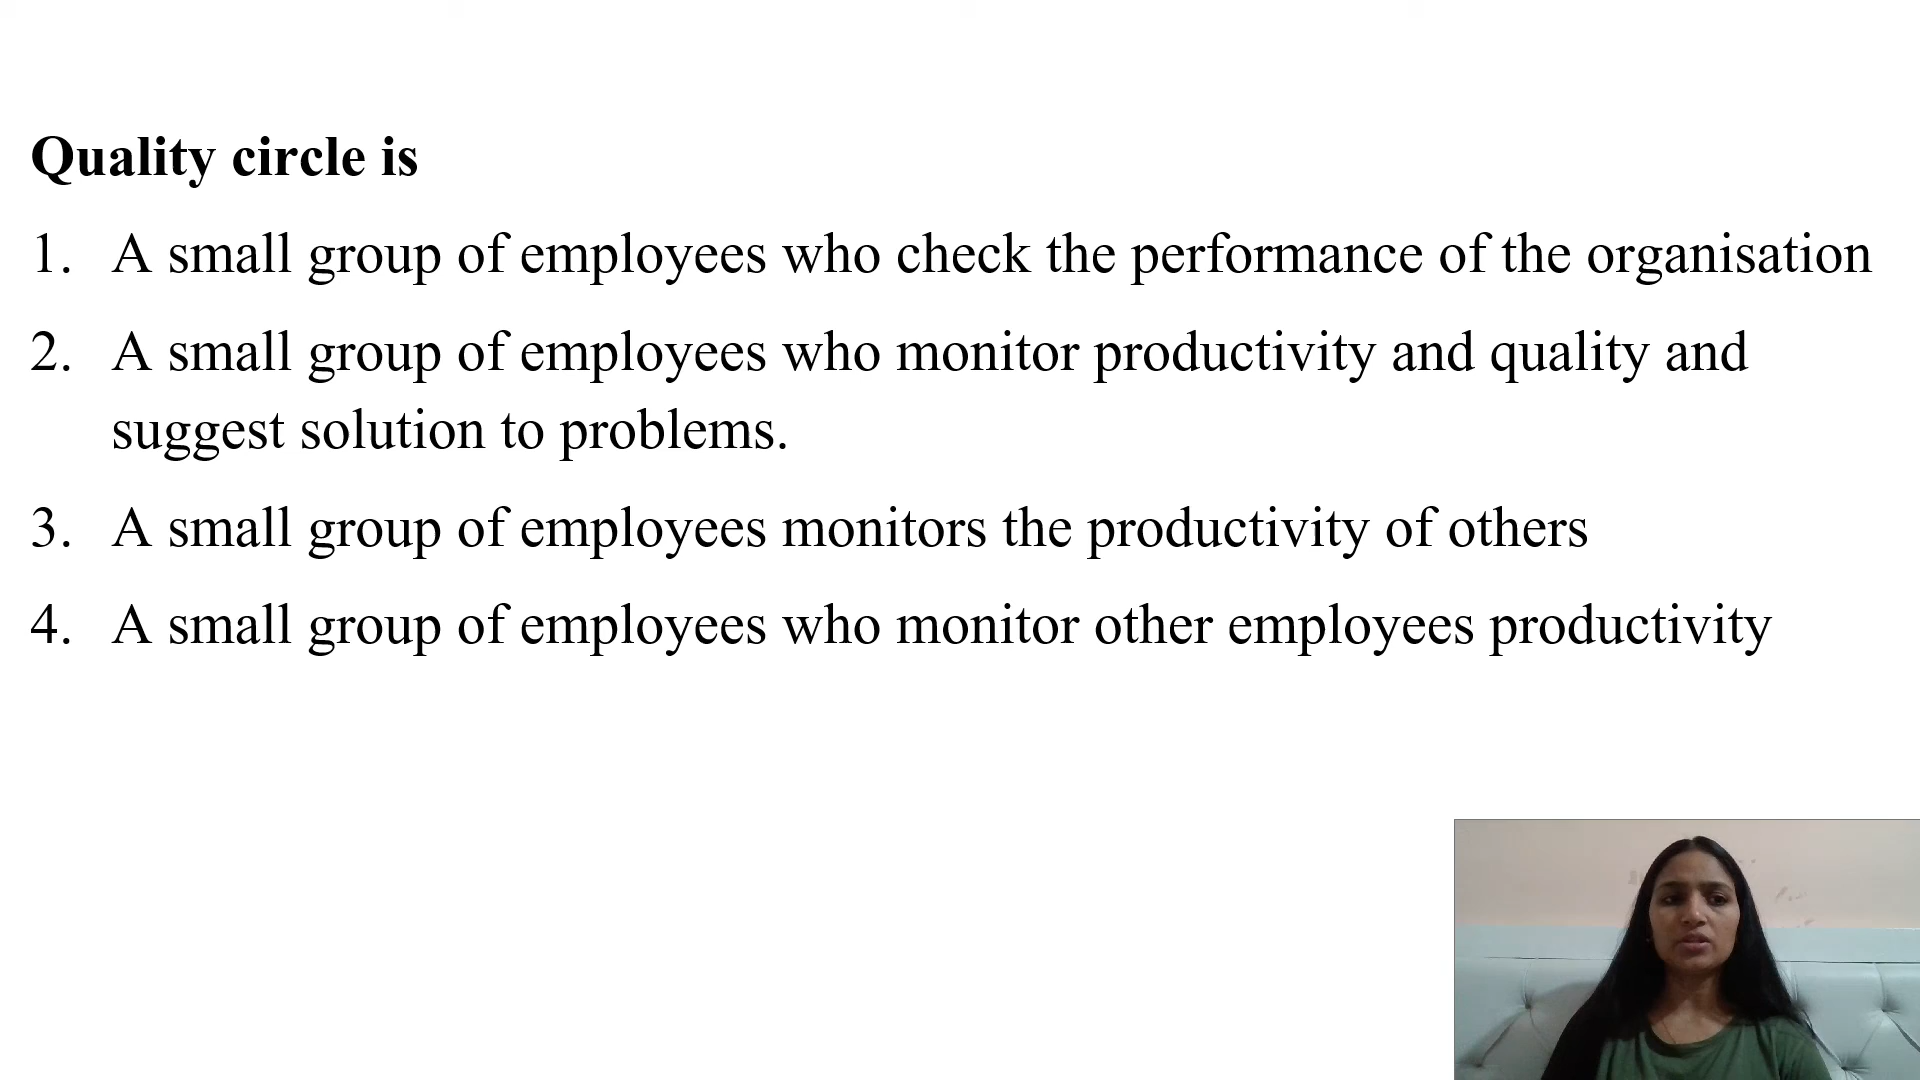 Quality circle is
1. A small group of employees who check the performance of the organisation
2. A small group of employees who monitor productivity and quality and
suggest solution to problems.
3. A small group of employees monitors the productivity of others
4. A small group of employees who monitor other employees productivity